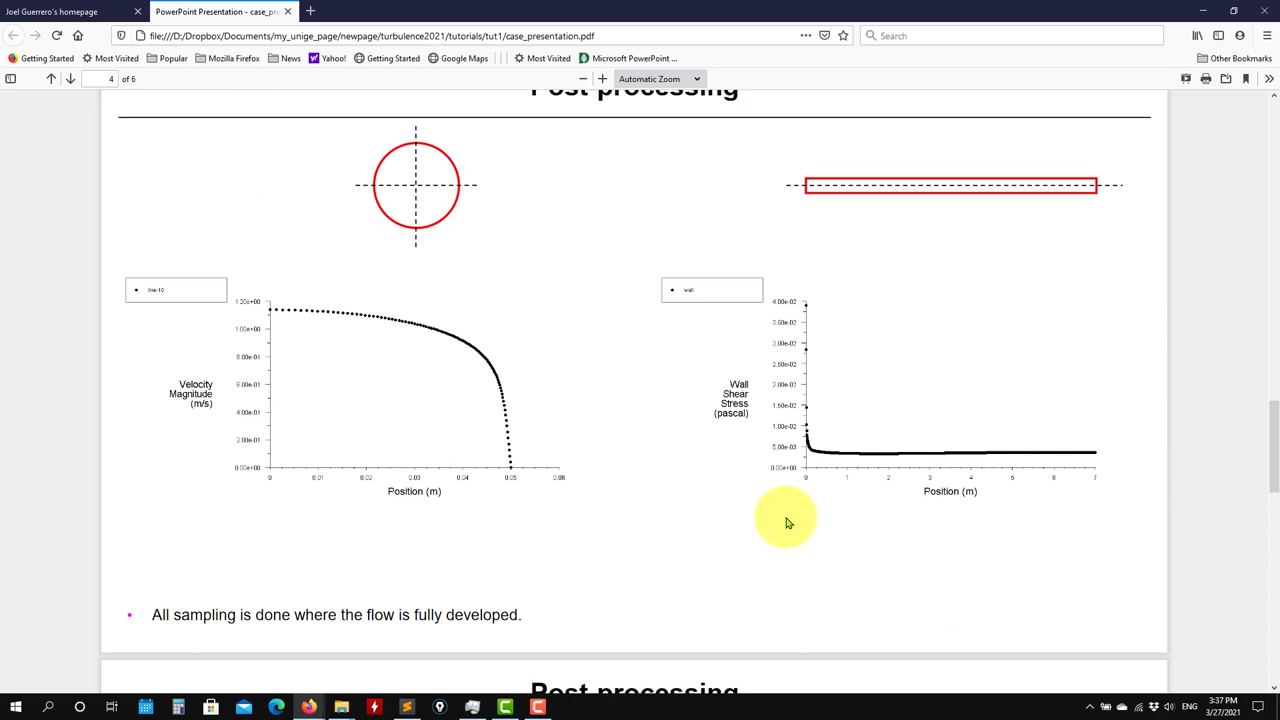 Joel Guerrero's homepage
PowerPoint Presentation - case_pre
file:///D:/Dropbox/Documents/my_unige_page/newpage/turbulence2021/tutorials/tut1/case_presentation.pdf
Search
Getting Started
Most Visited
Popular
Mozilla Firefox
News
Yahoo!
Getting Started
Google Maps
Most Visited
Microsoft PowerPoint ...
Other Bookmarks
4 of 6
Automatic Zoom
Post processing
line-10
1.20e+00
1.00e+00
8.00e-01
6.00e-01
4.00e-01
2.00e-01
0.00e+00
Velocity
Magnitude
(m/s)
0 0.01 0.02 0.03 0.04 0.05 0.06
Position (m)
wall
4.00e-02
3.50e-02
3.00e-02
2.50e-02
2.00e-02
1.50e-02
1.00e-02
5.00e-03
0.00e+00
Wall
Shear
Stress
(pascal)
0 1 2 3 4 5 6 7
Position (m)
• All sampling is done where the flow is fully developed.
Post processing
ENG
3:37 PM
3/27/2021